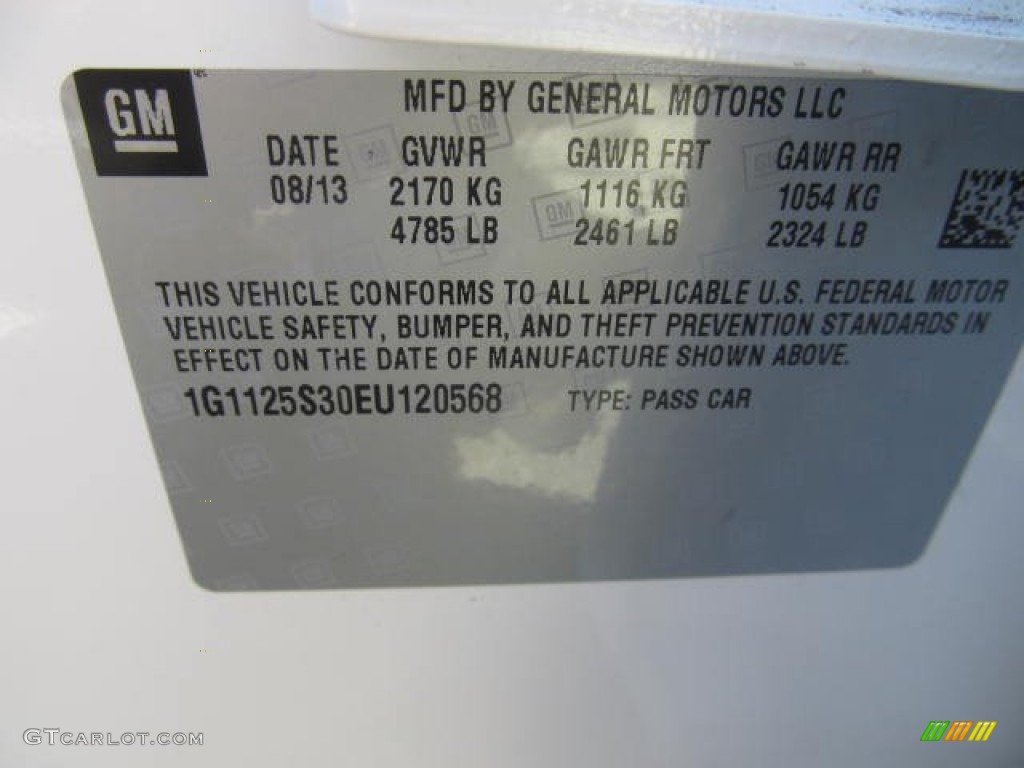 GM
MFD BY GENERAL MOTORS LLC
DATE GVWR GAWR FRT GAWR RR
08/13 2170 KG 1116 KG 1054 KG
4785 LB 2461 LB 2324 LB
THIS VEHICLE CONFORMS TO ALL APPLICABLE U.S. FEDERAL MOTOR
VEHICLE SAFETY, BUMPER, AND THEFT PREVENTION STANDARDS IN
EFFECT ON THE DATE OF MANUFACTURE SHOWN ABOVE.
1G1125S30EU120568 TYPE: PASS CAR
GTCARLOT.COM